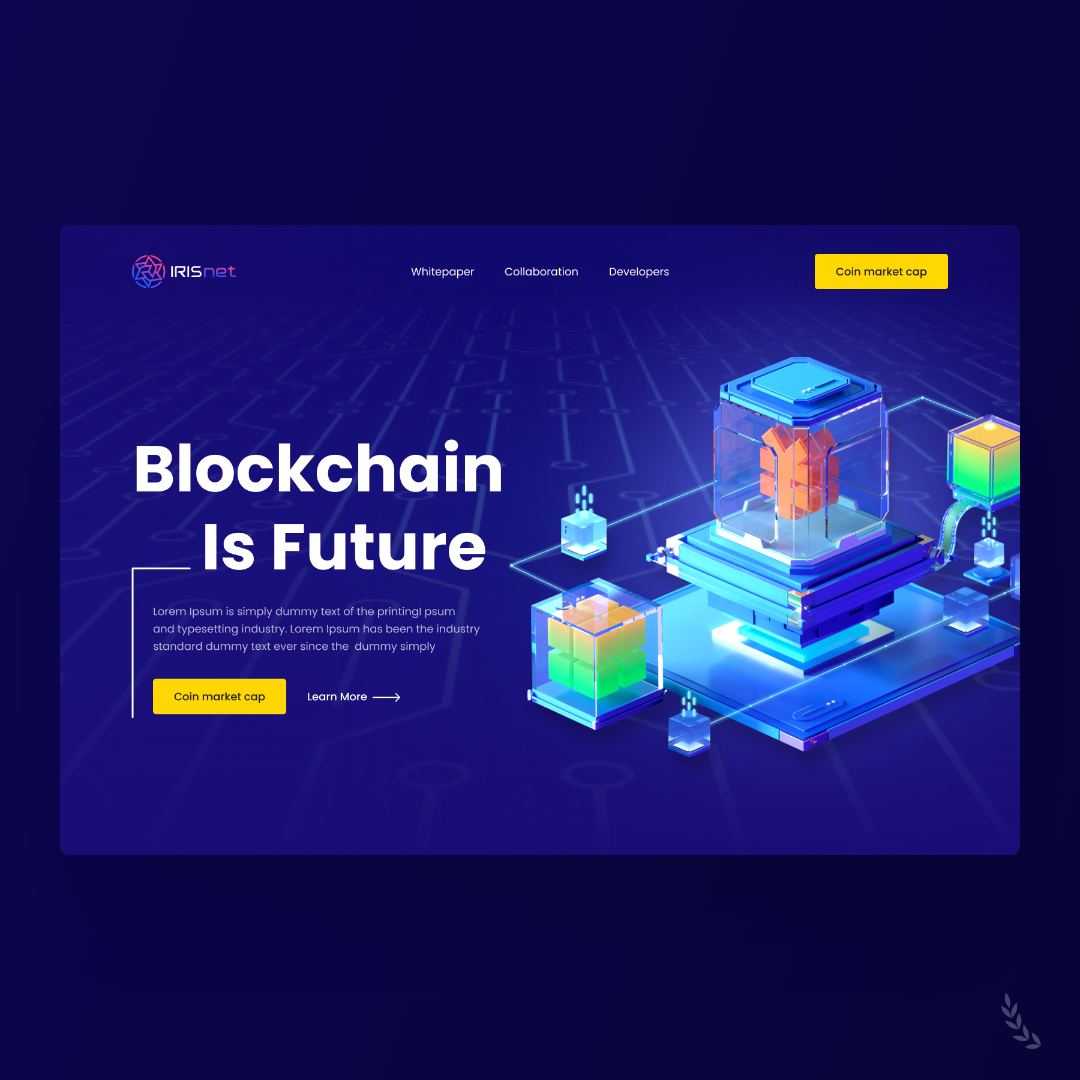 IRISnet
Whitepaper
Collaboration
Developers
Coin market cap
Blockchain
Is Future
Lorem Ipsum is simply dummy text of the printingl psum
and typesetting industry. Lorem Ipsum has been the industry
standard dummy text ever since the dummy simply
Coin market cap
Learn More